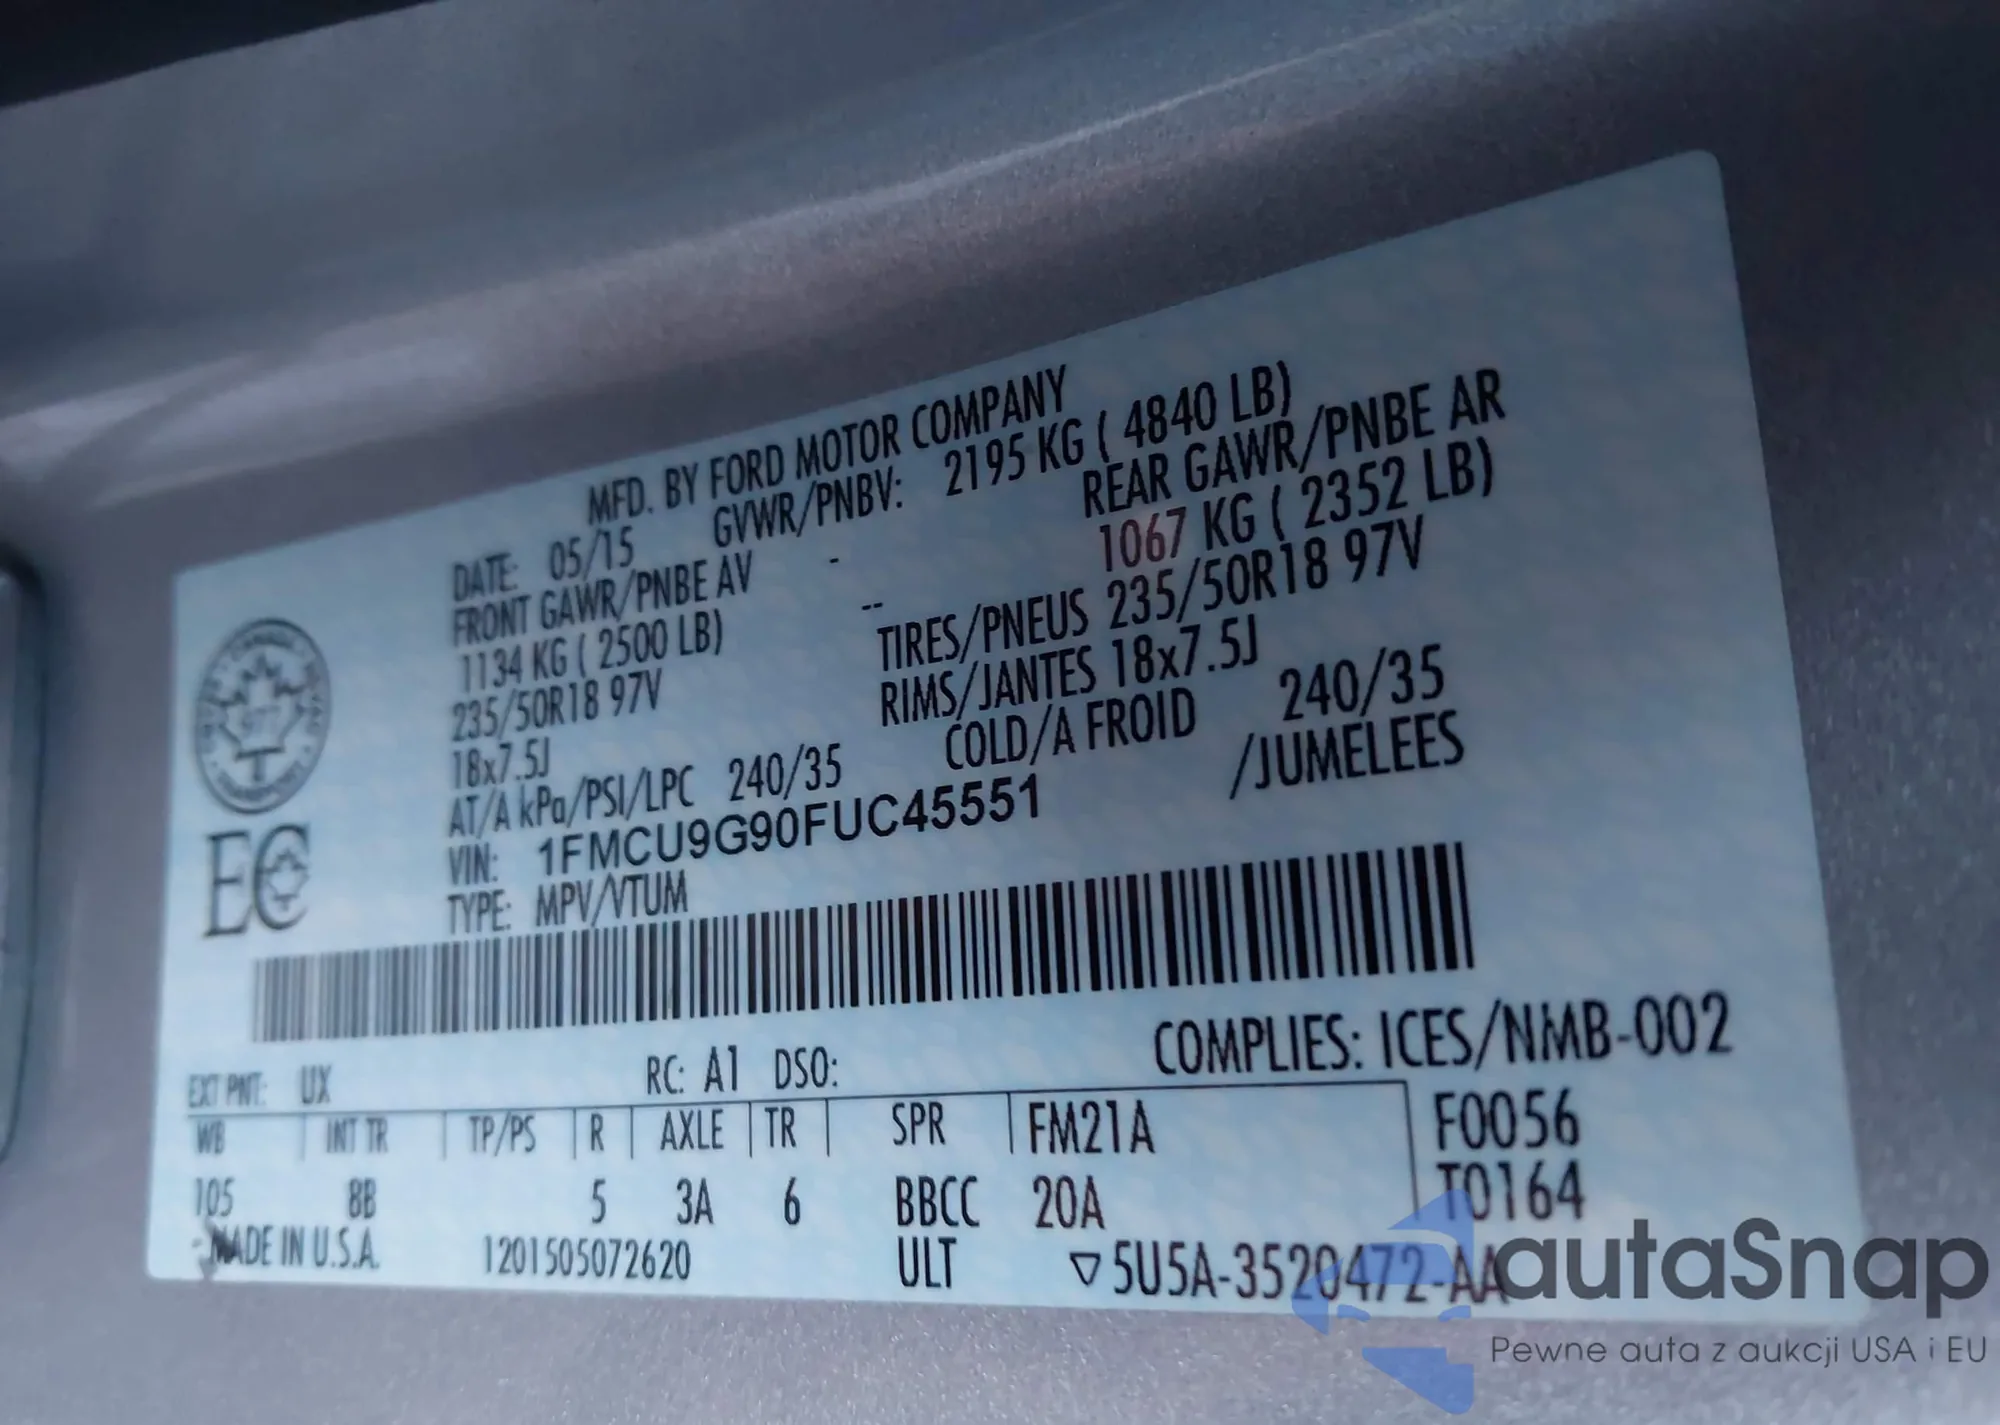 MFD. BY FORD MOTOR COMPANY
DATE: 05/15 GVWR/PNBV: 2195 KG ( 4840 LB)
FRONT GAWR/PNBE AV - REAR GAWR/PNBE AR
1134 KG ( 2500 LB) -- 1067 KG ( 2352 LB)
235/50R18 97V TIRES/PNEUS 235/50R18 97V
18x7.5J RIMS/JANTES 18x7.5J
AT/A kPa/PSI/LPC 240/35 COLD/A FROID 240/35
VIN: 1FMCU9G90FUC45551 /JUMELEES
TYPE: MPV/VTUM
EC
COMPLIES: ICES/NMB-002
EXT PNT: UX RC: A1 DSO:
WB INT TR TP/PS R AXLE TR SPR FM21A F0056
105 8B 5 3A 6 BBCC 20A T0164
MADE IN U.S.A. 1201505072620 ULT ▽5U5A-3520472-AA
autaSnap
Pewne auta z aukcji USA i EU